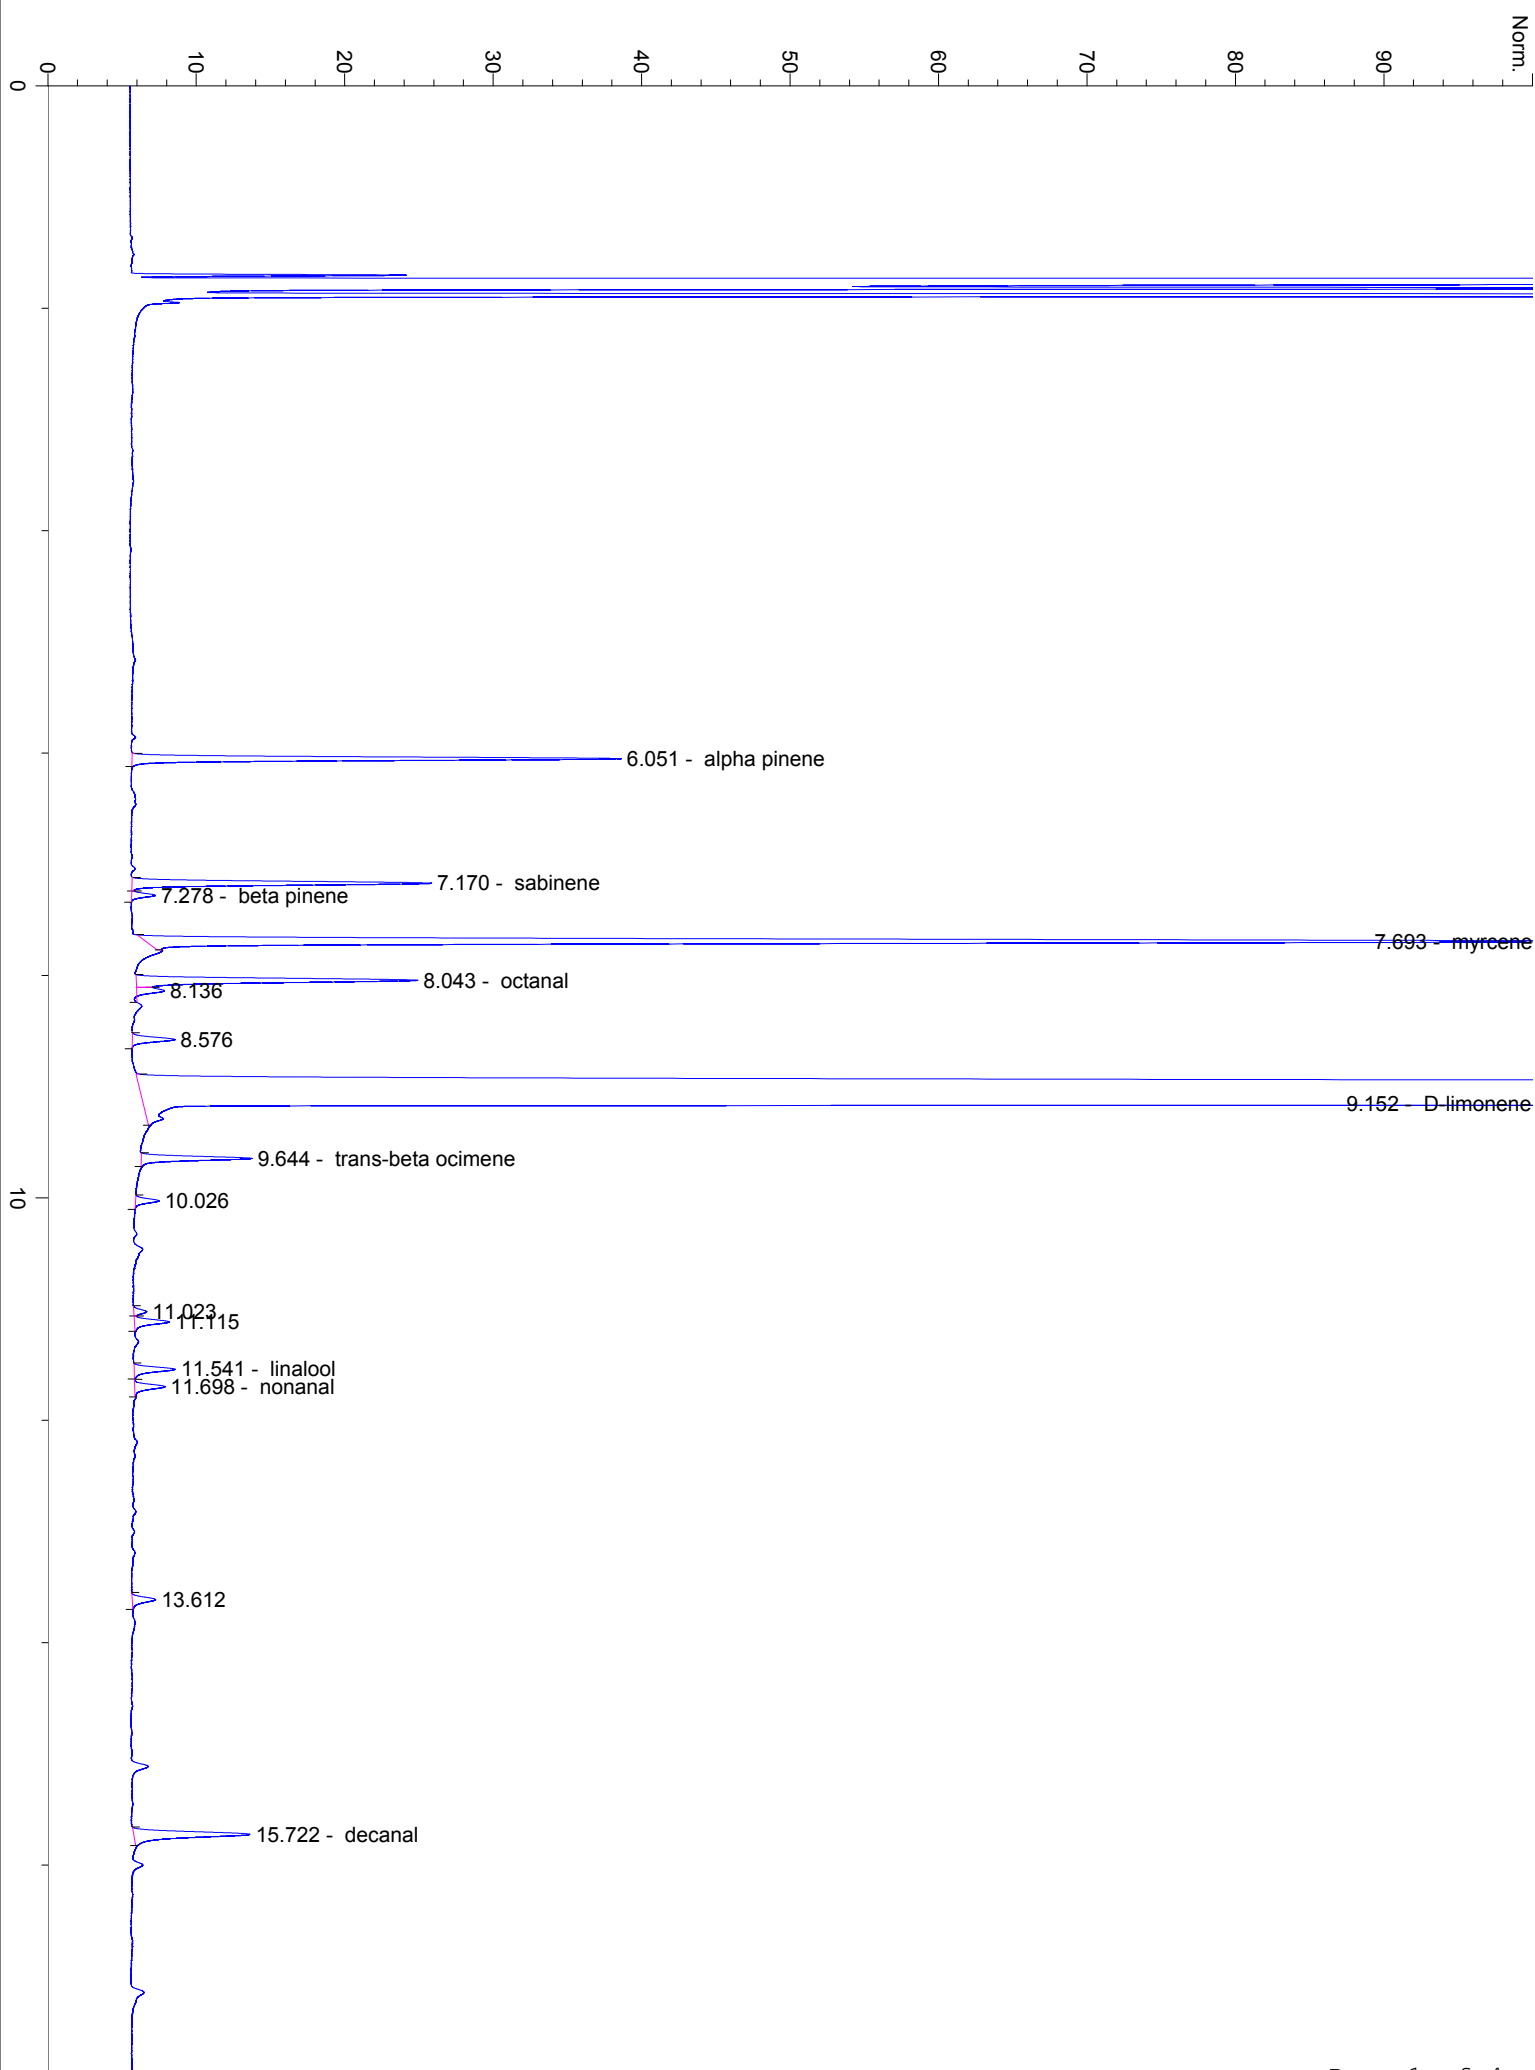 Norm.
0
10
20
30
40
50
60
70
80
90
0
6.051 - alpha pinene
7.170 - sabinene
7.278 - beta pinene
7.693 - myrcene
8.043 - octanal
8.136
8.576
9.152 - D-limonene
9.644 - trans-beta ocimene
10
10.026
11.023
11.115
11.541 - linalool
11.698 - nonanal
13.612
15.722 - decanal